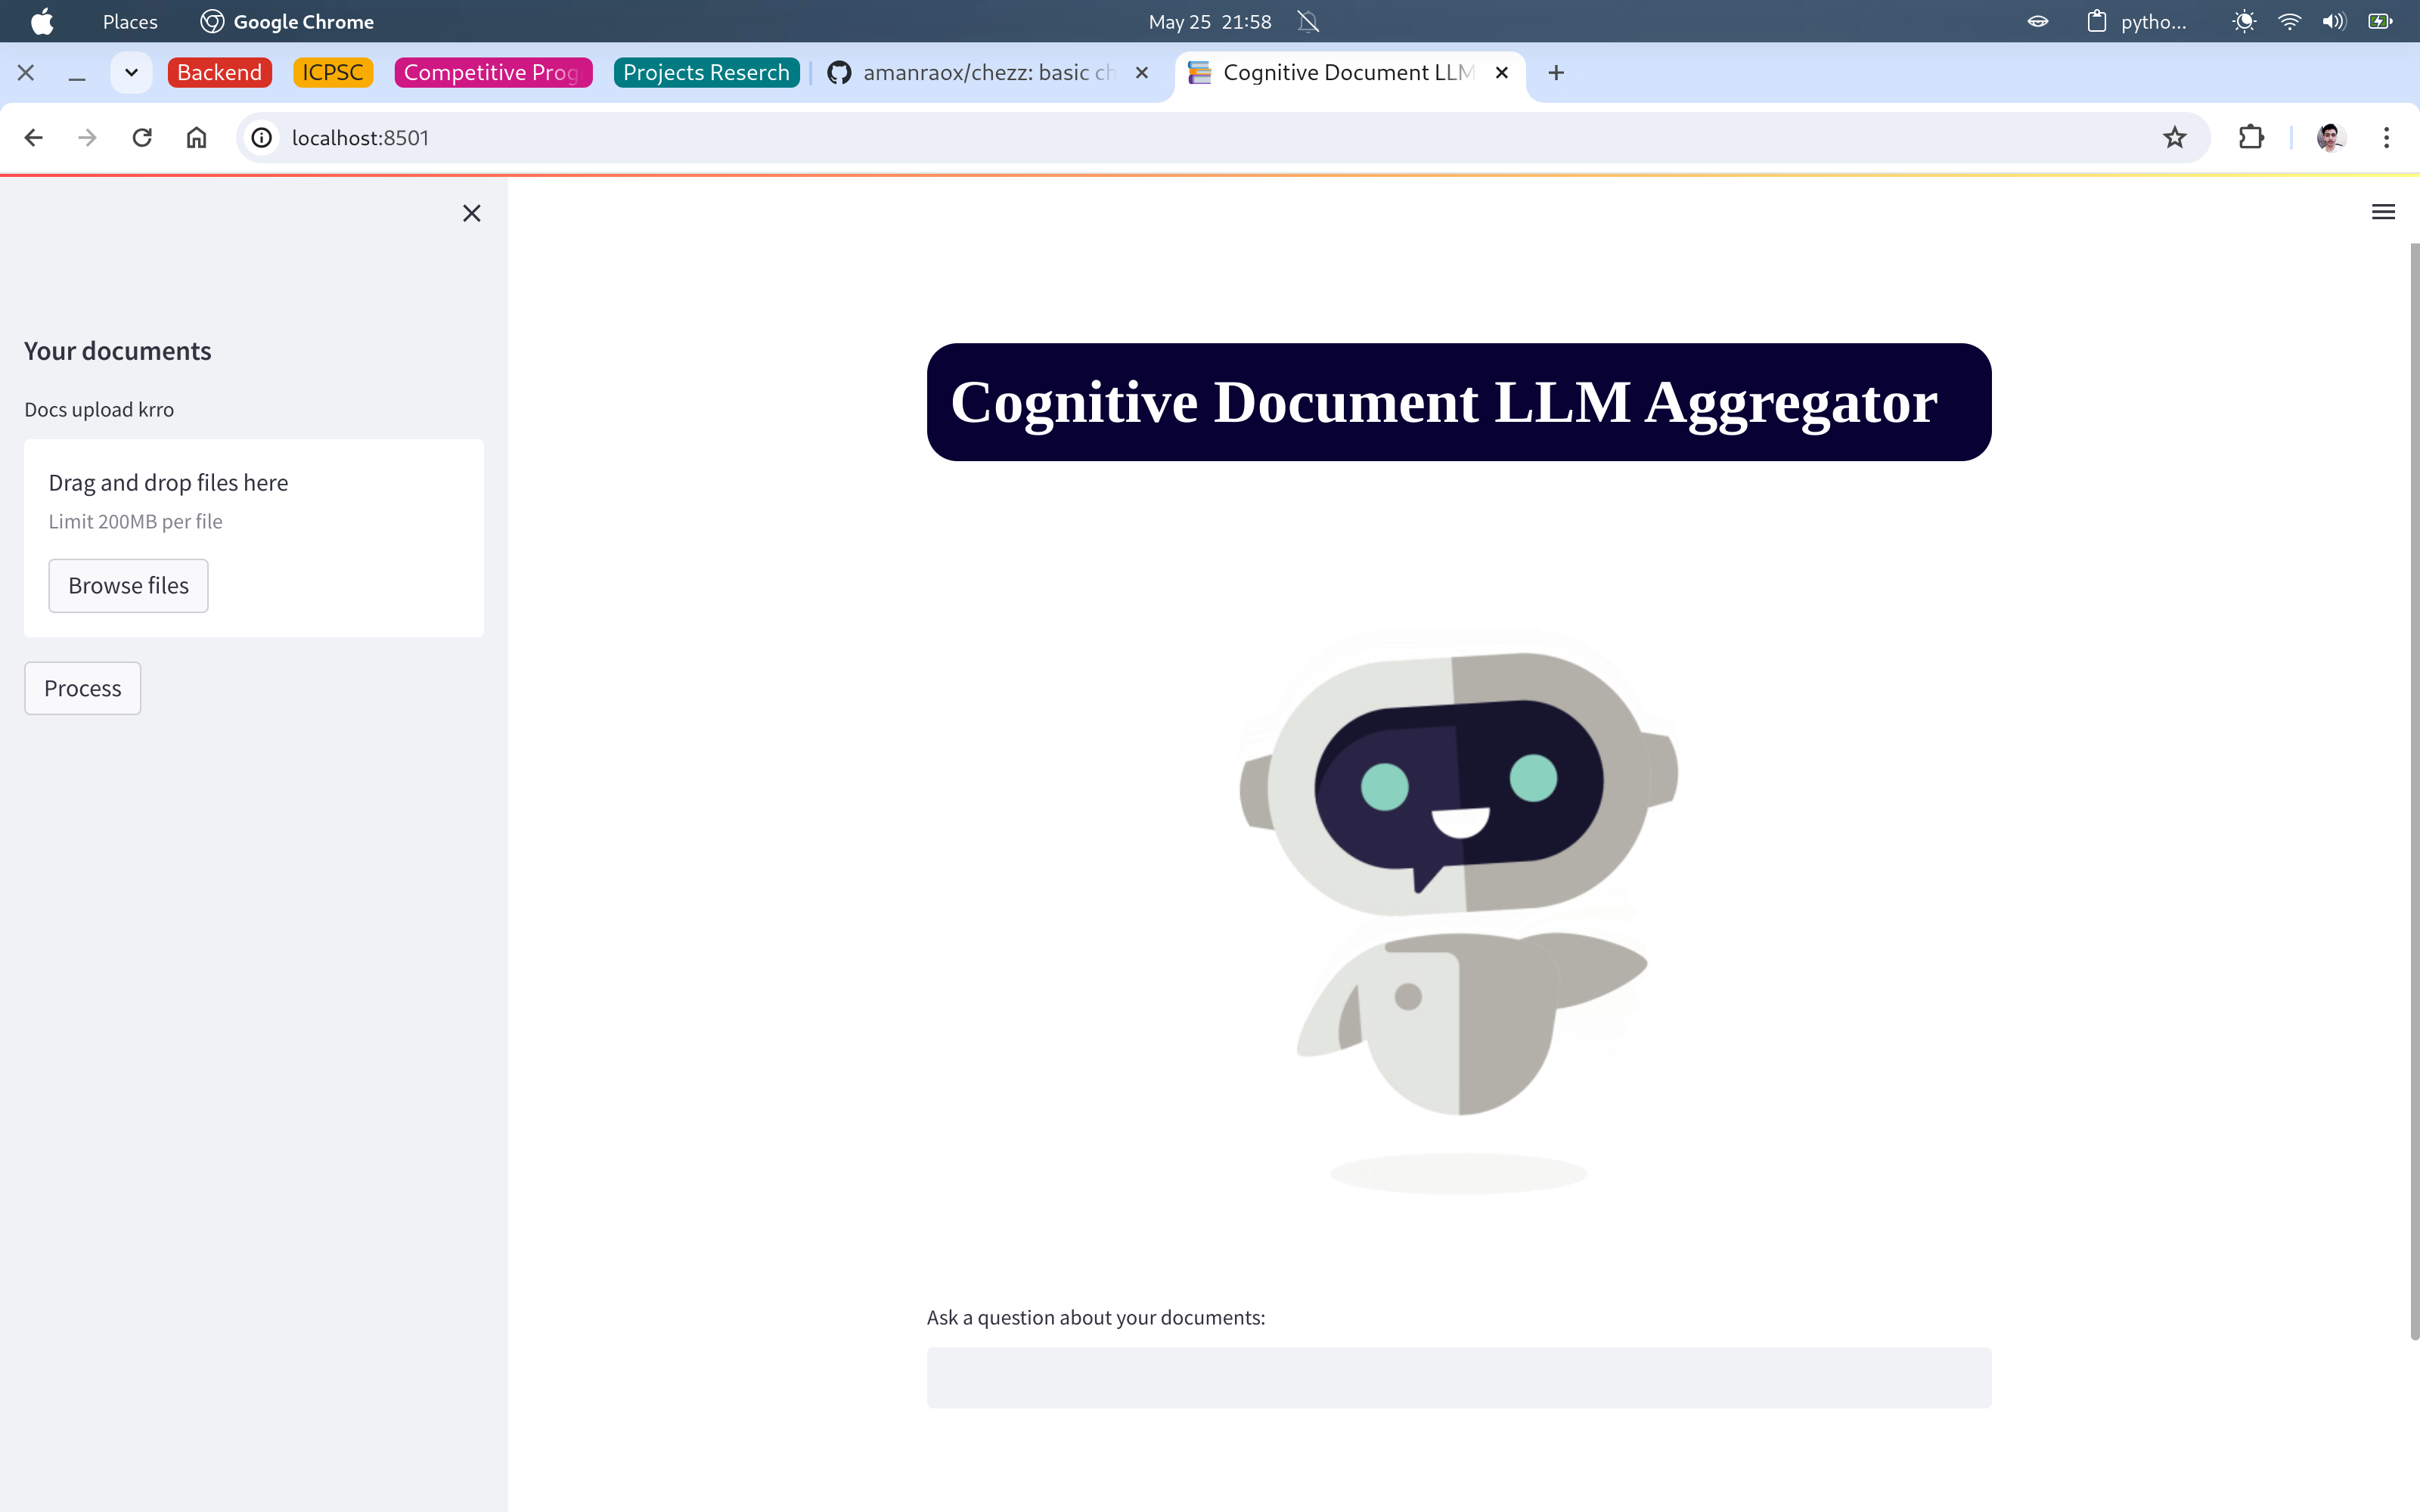 Places Google Chrome May 25 21:58 pytho...
Backend ICPSC Competitive Prog Projects Reserch amanraox/chezz: basic ch Cognitive Document LLM
localhost:8501
Your documents
Docs upload krro
Drag and drop files here
Limit 200MB per file
Browse files
Process
Cognitive Document LLM Aggregator
Ask a question about your documents: